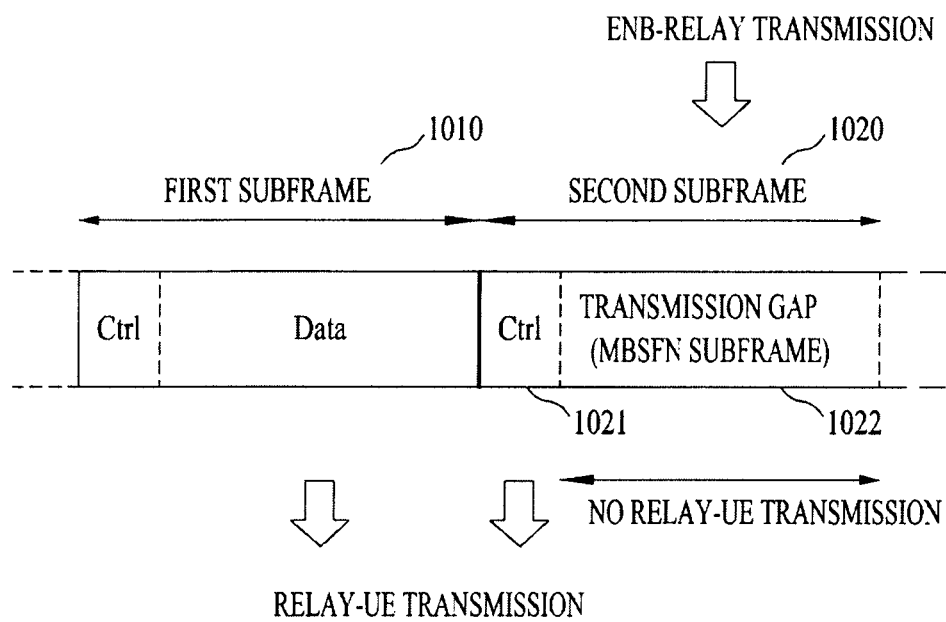 ENB-RELAY TRANSMISSION
1010
1020
FIRST SUBFRAME
SECOND SUBFRAME
Ctrl
Data
Ctrl
TRANSMISSION GAP
(MBSFN SUBFRAME)
1021
1022
NO RELAY-UE TRANSMISSION
RELAY-UE TRANSMISSION